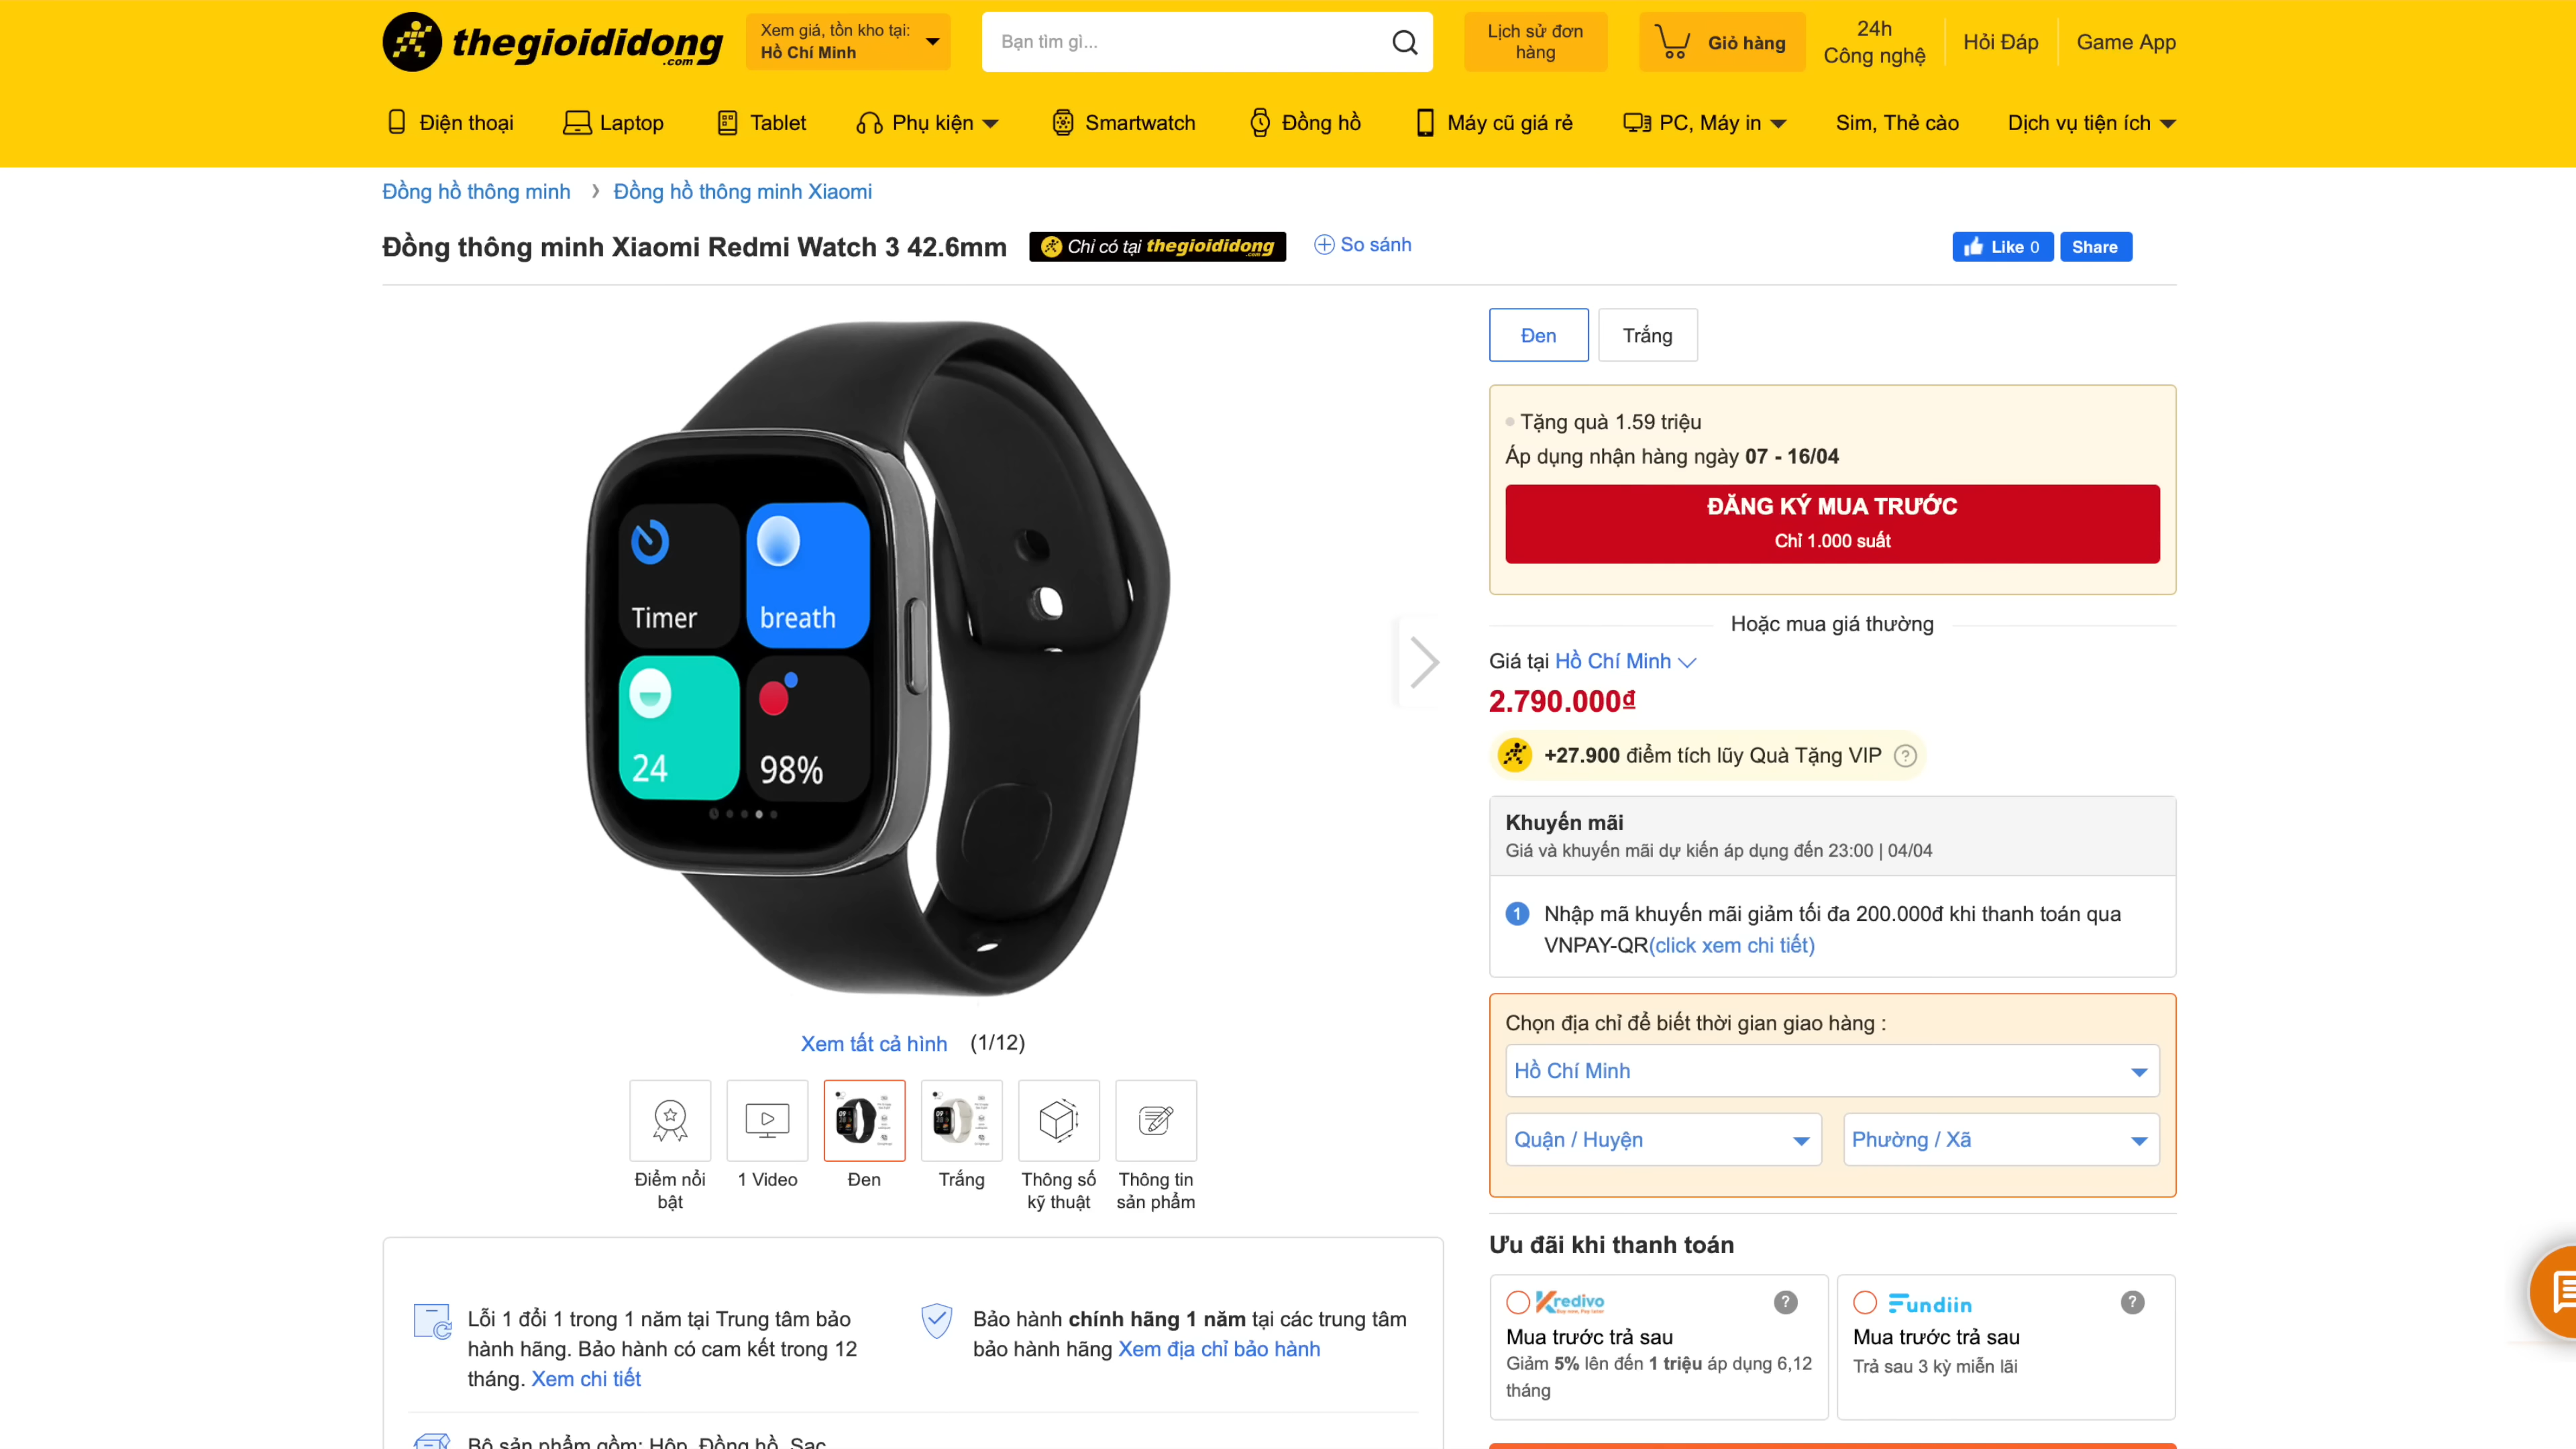 thegioididong
.com
Xem giá, tồn kho tại:
Hồ Chí Minh
Bạn tìm gì...
Lịch sử đơn
hàng
Giỏ hàng
24h
Công nghệ
Hỏi Đáp
Game App
Điện thoại
Laptop
Tablet
Phụ kiện
Smartwatch
Đồng hồ
Máy cũ giá rẻ
PC, Máy in
Sim, Thẻ cào
Dịch vụ tiện ích
Đồng hồ thông minh › Đồng hồ thông minh Xiaomi
Đồng thông minh Xiaomi Redmi Watch 3 42.6mm
Chỉ có tại thegioididong
.com
So sánh
Like 0
Share
Timer
breath
24
98%
Xem tất cả hình (1/12)
Điểm nổi
bật
1 Video
Đen
Trắng
Thông số
kỹ thuật
Thông tin
sản phẩm
Lỗi 1 đổi 1 trong 1 năm tại Trung tâm bảo
hành hãng. Bảo hành có cam kết trong 12
tháng. Xem chi tiết
Bảo hành chính hãng 1 năm tại các trung tâm
bảo hành hãng Xem địa chỉ bảo hành
Bộ sản phẩm gồm: Hộp, Đồng hồ, Sạc
Đen
Trắng
Tặng quà 1.59 triệu
Áp dụng nhận hàng ngày 07 - 16/04
ĐĂNG KÝ MUA TRƯỚC
Chỉ 1.000 suất
Hoặc mua giá thường
Giá tại Hồ Chí Minh
2.790.000₫
+27.900 điểm tích lũy Quà Tặng VIP ?
Khuyến mãi
Giá và khuyến mãi dự kiến áp dụng đến 23:00 | 04/04
1 Nhập mã khuyến mãi giảm tối đa 200.000đ khi thanh toán qua
VNPAY-QR(click xem chi tiết)
Chọn địa chỉ để biết thời gian giao hàng :
Hồ Chí Minh
Quận / Huyện
Phường / Xã
Ưu đãi khi thanh toán
Kredivo
?
Mua trước trả sau
Giảm 5% lên đến 1 triệu áp dụng 6,12
tháng
Fundiin
?
Mua trước trả sau
Trả sau 3 kỳ miễn lãi